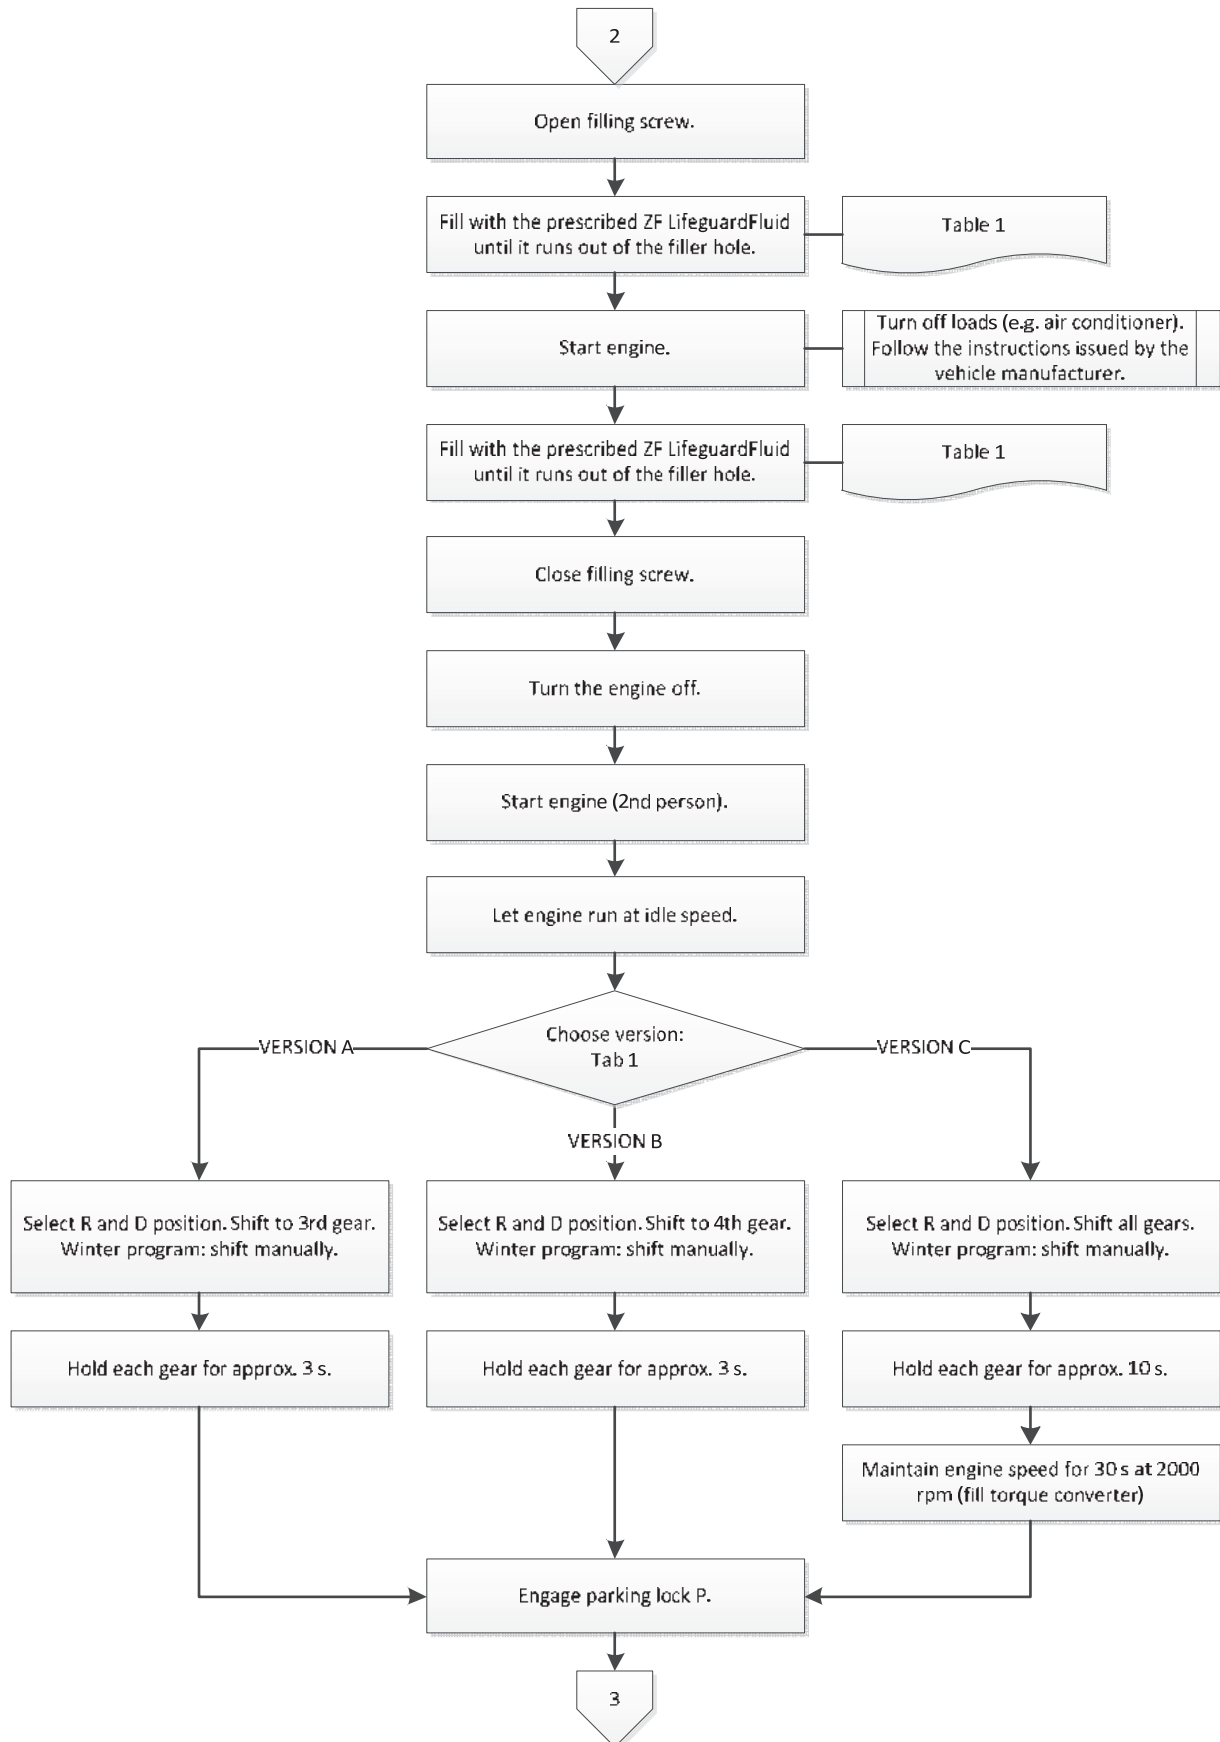 2
Open filling screw.
Fill with the prescribed ZF LifeguardFluid
until it runs out of the filler hole.
Table 1
Start engine.
Turn off loads (e.g. air conditioner).
Follow the instructions issued by the
vehicle manufacturer.
Fill with the prescribed ZF LifeguardFluid
until it runs out of the filler hole.
Table 1
Close filling screw.
Turn the engine off.
Start engine (2nd person).
Let engine run at idle speed.
Choose version:
Tab 1
VERSION A
VERSION C
VERSION B
Select R and D position. Shift to 3rd gear.
Winter program: shift manually.
Select R and D position. Shift to 4th gear.
Winter program: shift manually.
Select R and D position. Shift all gears.
Winter program: shift manually.
Hold each gear for approx. 3 s.
Hold each gear for approx. 3 s.
Hold each gear for approx. 10 s.
Maintain engine speed for 30 s at 2000
rpm (fill torque converter)
Engage parking lock P.
3